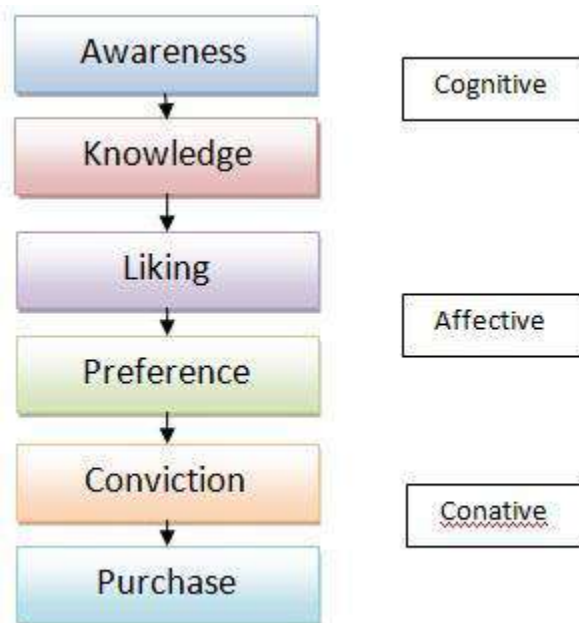 Awareness
Cognitive
Knowledge
Liking
Affective
Preference
Conviction
Conative
Purchase